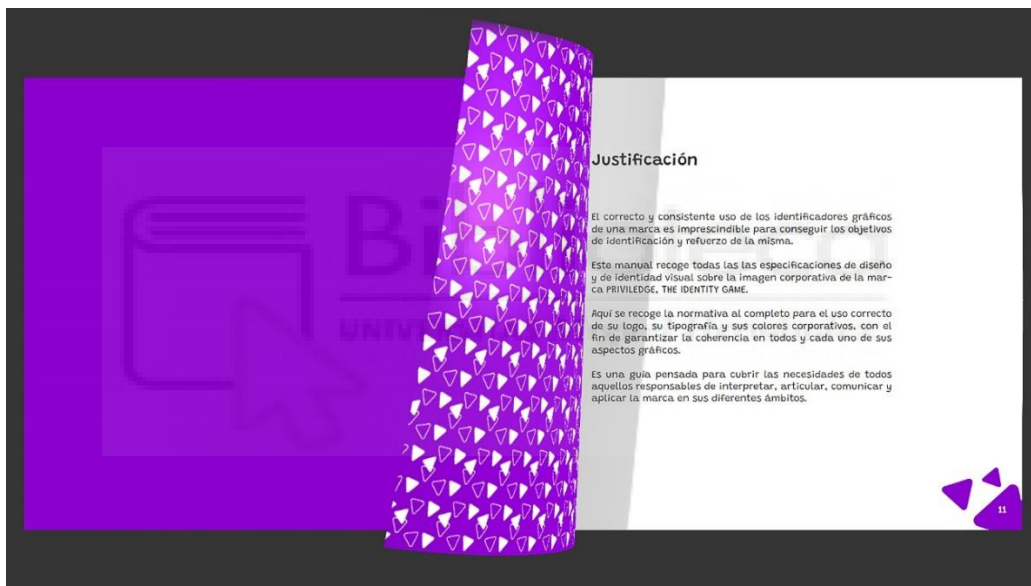 Justificación
El correcto y consistente uso de los identificadores gráficos
de una marca es imprescindible para conseguir los objetivos
de identificación y refuerzo de la misma.
Este manual recoge todas las las especificaciones de diseño
y de identidad visual sobre la imagen corporativa de la mar-
ca PRIVILEDGE, THE IDENTITY GAME.
Aquí se recoge la normativa al completo para el uso correcto
de su logo, su tipografía y sus colores corporativos, con el
fin de garantizar la coherencia en todos y cada uno de sus
aspectos gráficos.
Es una guía pensada para cubrir las necesidades de todos
aquellos responsables de interpretar, articular, comunicar y
aplicar la marca en sus diferentes ámbitos.
11